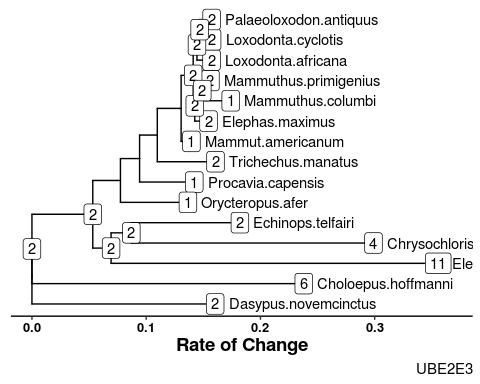 2 Palaeoloxodon.antiquus
2
2 Loxodonta.cyclotis
2
2 Loxodonta.africana
2
2 Mammuthus.primigenius
2
1 Mammuthus.columbi
2
2 Elephas.maximus
1 Mammut.americanum
2 Trichechus.manatus
1 Procavia.capensis
1 Orycteropus.afer
2
2 Echinops.telfairi
2
4 Chrysochloris
2
2
11 Ele
6 Choloepus.hoffmanni
2 Dasypus.novemcinctus
0.0 0.1 0.2 0.3
Rate of Change
UBE2E3